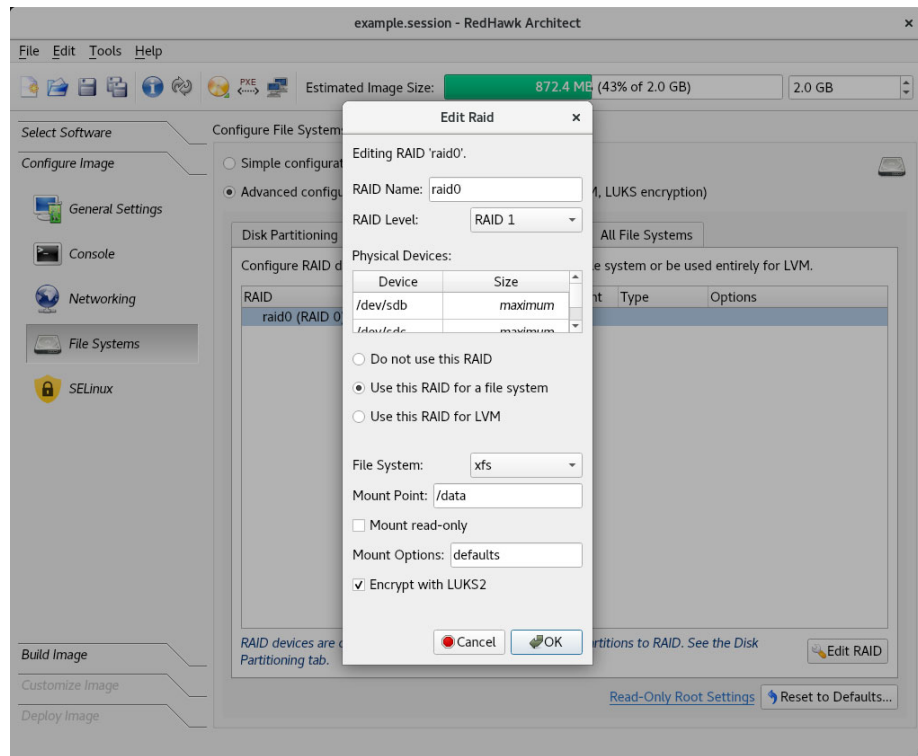 example.session - RedHawk Architect
File Edit Tools Help
PXE
Estimated Image Size: 872.4 MB (43% of 2.0 GB) 2.0 GB
Select Software
Configure Image
General Settings
Console
Networking
File Systems
SELinux
Build Image
Customize Image
Deploy Image
Configure File System
Simple configurat
Advanced configu , LUKS encryption)
Disk Partitioning All File Systems
Configure RAID d e system or be used entirely for LVM.
RAID nt Type Options
raid0 (RAID 0
Edit Raid
Editing RAID 'raid0'.
RAID Name: raid0
RAID Level: RAID 1
Physical Devices:
Device Size
/dev/sdb maximum
/dev/sdc maximum
Do not use this RAID
Use this RAID for a file system
Use this RAID for LVM
File System: xfs
Mount Point: /data
Mount read-only
Mount Options: defaults
Encrypt with LUKS2
Cancel OK
RAID devices are rtitions to RAID. See the Disk
Partitioning tab.
Edit RAID
Read-Only Root Settings Reset to Defaults...